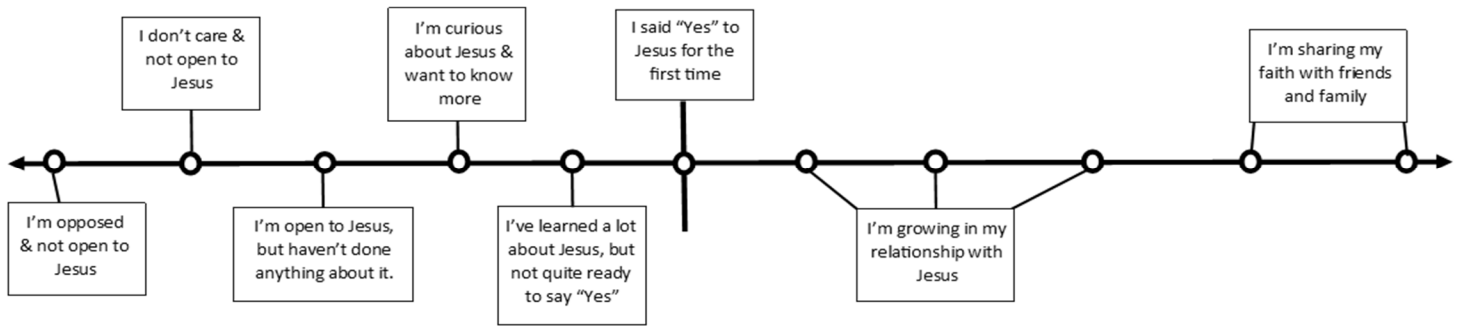 I'm opposed
& not open to
Jesus
I don't care &
not open to
Jesus
I'm open to Jesus,
but haven't done
anything about it.
I'm curious
about Jesus &
want to know
more
I've learned a lot
about Jesus, but
not quite ready
to say “Yes”
I said “Yes” to
Jesus for the
first time
I'm growing in my
relationship with
Jesus
I'm sharing my
faith with friends
and family